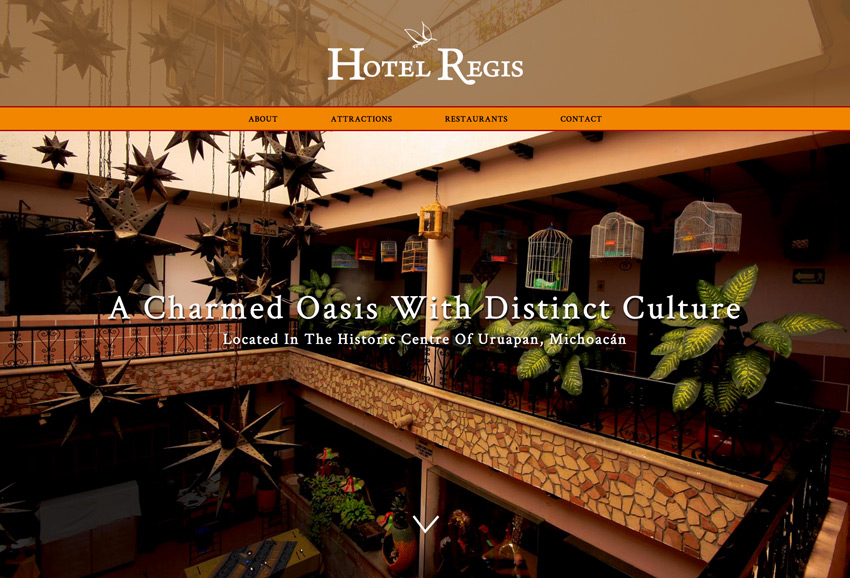 Hotel Regis
ABOUT ATTRACTIONS RESTAURANTS CONTACT
A Charmed Oasis With Distinct Culture
Located In The Historic Centre Of Uruapan, Michoacán